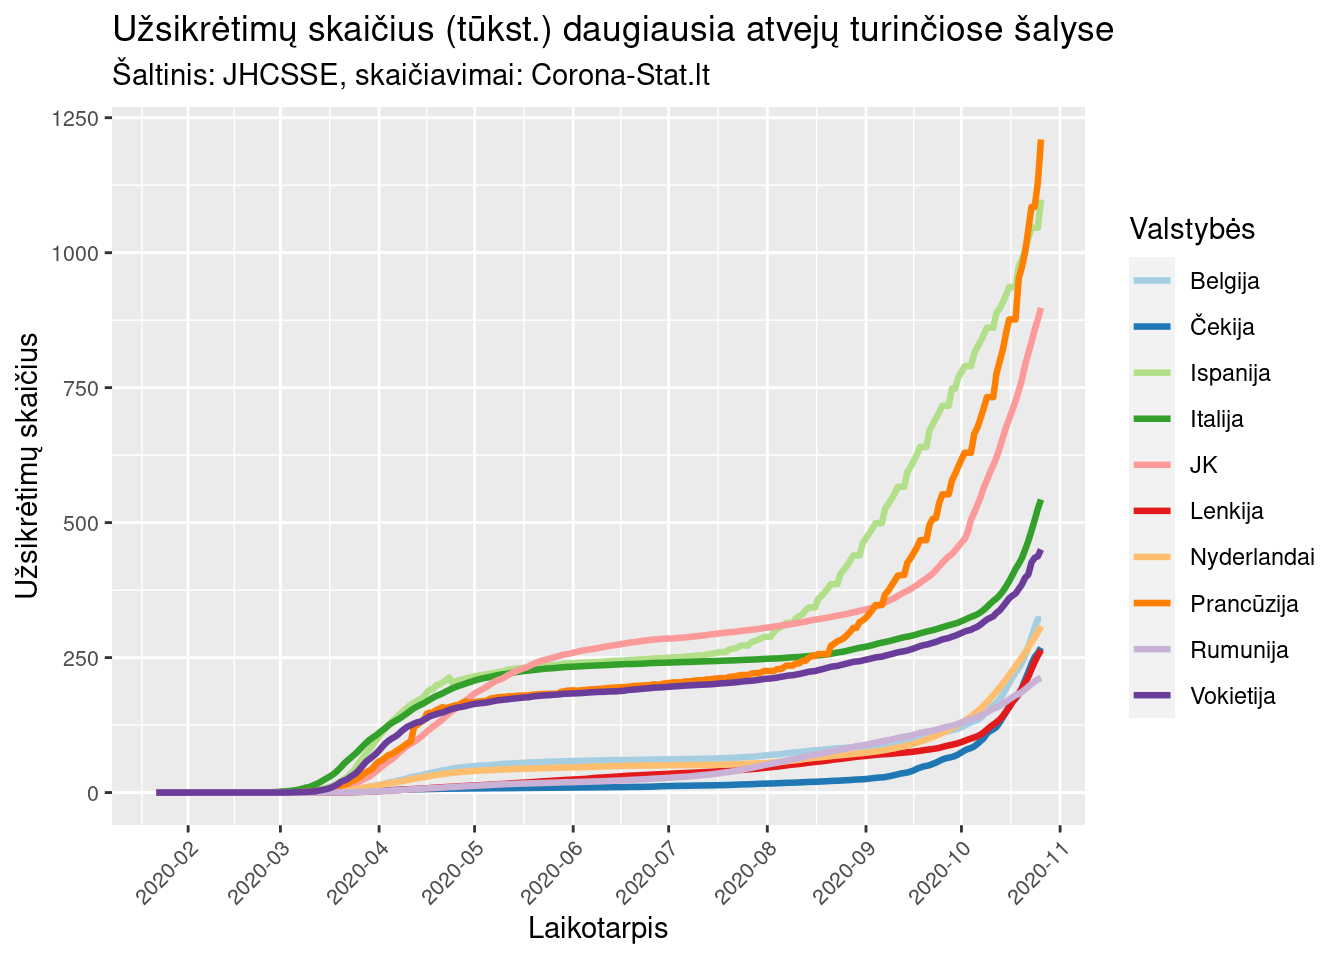 Užsikrėtimų skaičius (tūkst.) daugiausia atvejų turinčiose šalyse
Šaltinis: JHCSSE, skaičiavimai: Corona-Stat.lt
Užsikrėtimų skaičius
1250
1000
750
500
250
0
2020-02
2020-03
2020-04
2020-05
2020-06
2020-07
2020-08
2020-09
2020-10
2020-11
Laikotarpis
Valstybės
Belgija
Čekija
Ispanija
Italija
JK
Lenkija
Nyderlandai
Prancūzija
Rumunija
Vokietija